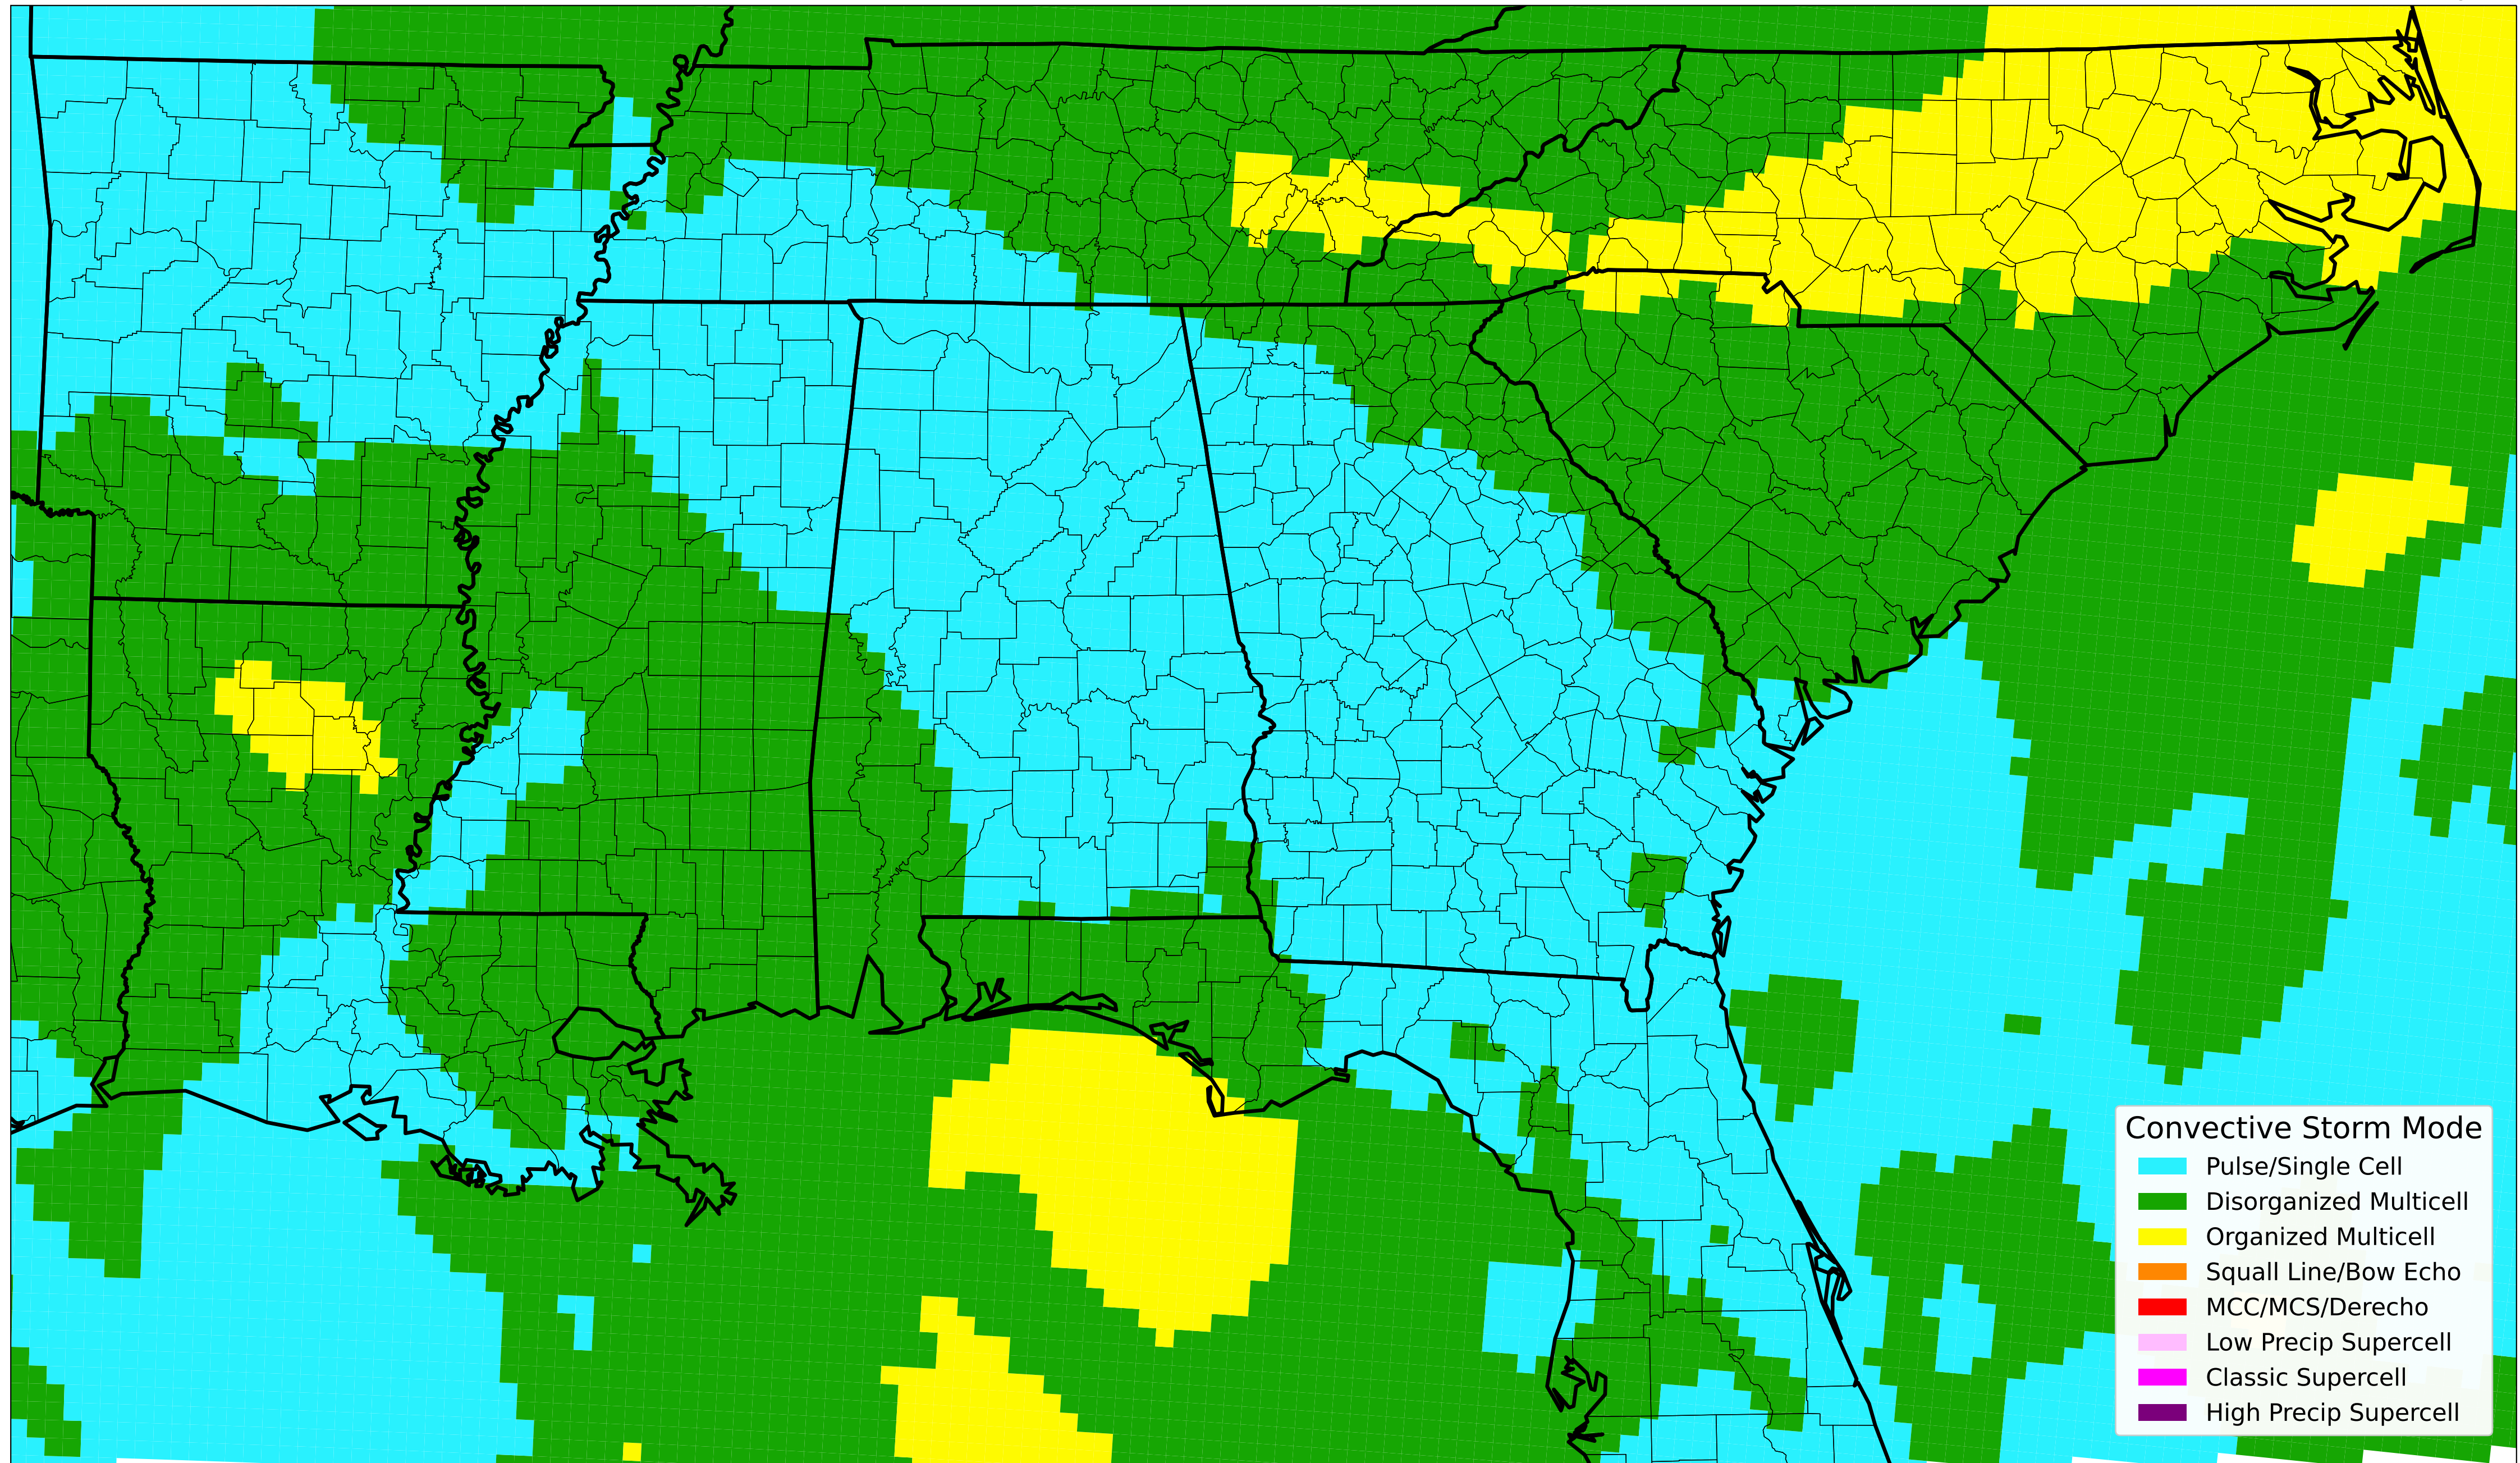 Convective Storm Mode
Pulse/Single Cell
Disorganized Multicell
Organized Multicell
Squall Line/Bow Echo
MCC/MCS/Derecho
Low Precip Supercell
Classic Supercell
High Precip Supercell